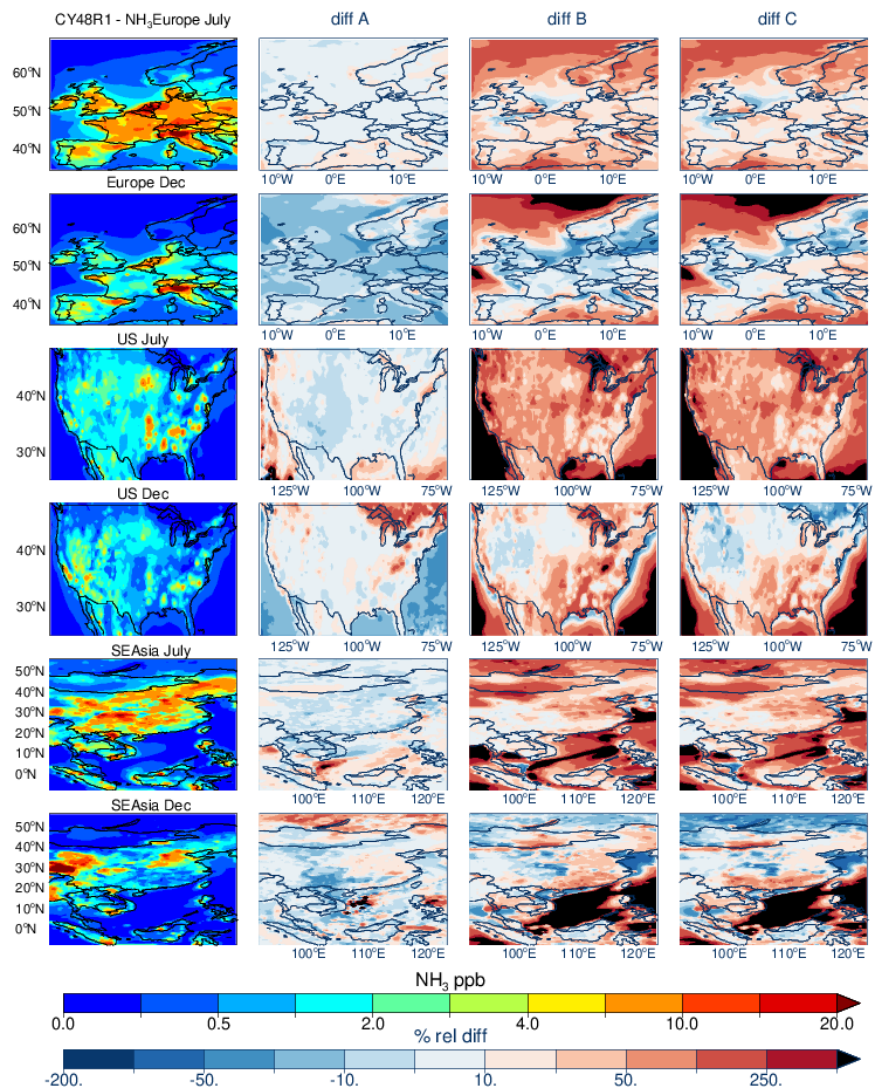 CY48R1 - NH₃Europe July diff A diff B diff C
60°N
50°N
40°N
10°W 0°E 10°E 10°W 0°E 10°E 10°W 0°E 10°E
Europe Dec
60°N
50°N
40°N
10°W 0°E 10°E 10°W 0°E 10°E 10°W 0°E 10°E
US July
40°N
30°N
125°W 100°W 75°W 125°W 100°W 75°W 125°W 100°W 75°W
US Dec
40°N
30°N
125°W 100°W 75°W 125°W 100°W 75°W 125°W 100°W 75°W
SEAsia July
50°N
40°N
30°N
20°N
10°N
0°N
100°E 110°E 120°E 100°E 110°E 120°E 100°E 110°E 120°E
SEAsia Dec
50°N
40°N
30°N
20°N
10°N
0°N
100°E 110°E 120°E 100°E 110°E 120°E 100°E 110°E 120°E
NH₃ ppb
0.0 0.5 2.0 4.0 10.0 20.0
% rel diff
-200. -50. -10. 10. 50. 250.